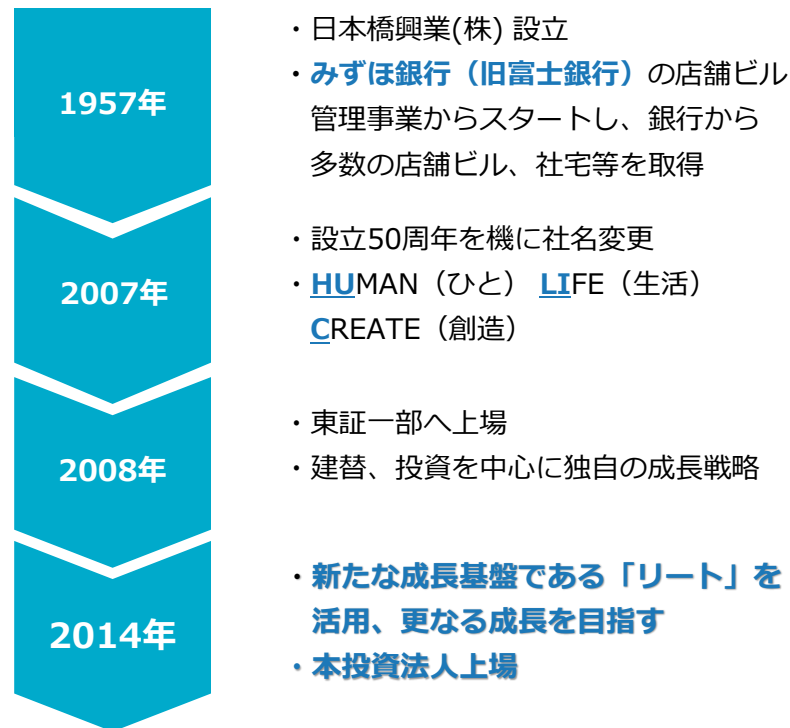 1957年
・日本橋興業(株) 設立
・みずほ銀行（旧富士銀行）の店舗ビル
管理事業からスタートし、銀行から
多数の店舗ビル、社宅等を取得
2007年
・設立50周年を機に社名変更
・HUMAN（ひと） LIFE（生活）
CREATE（創造）
2008年
・東証一部へ上場
・建替、投資を中心に独自の成長戦略
2014年
・新たな成長基盤である「リート」を
活用、更なる成長を目指す
・本投資法人上場